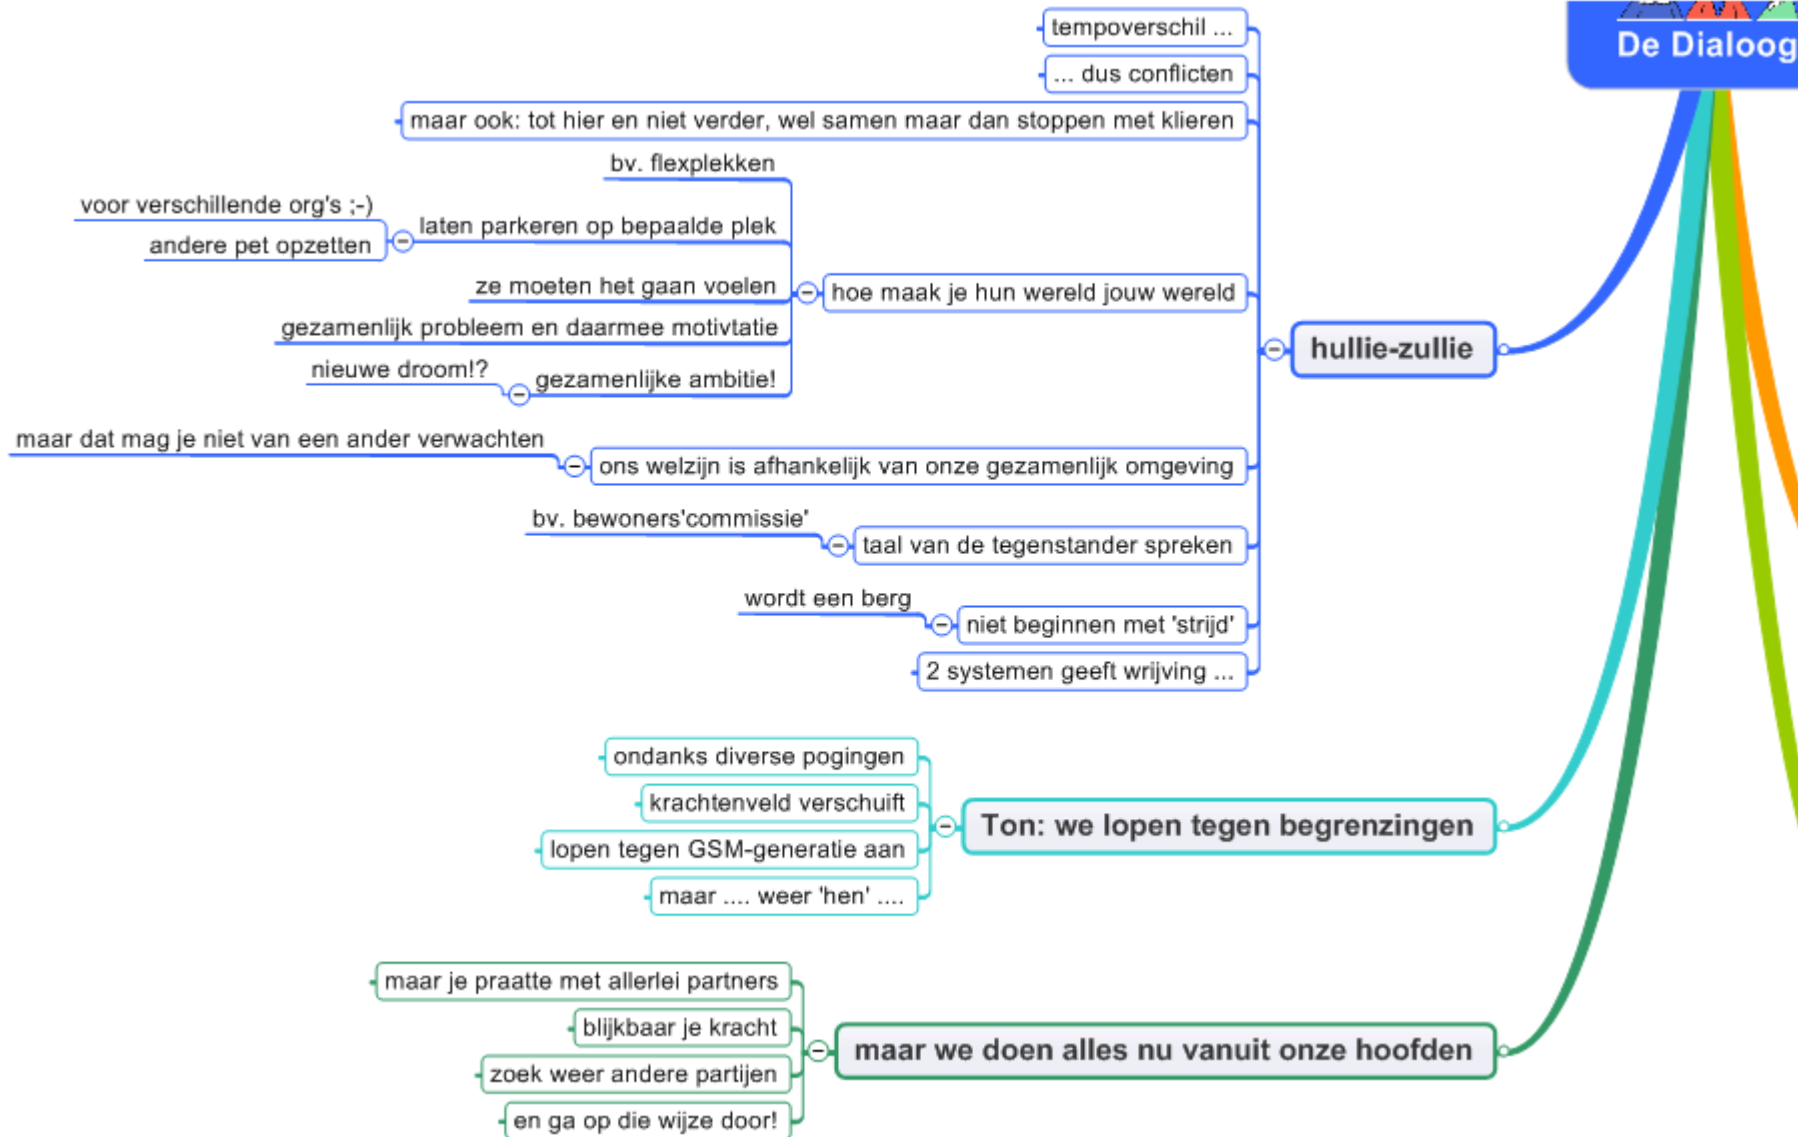 De Dialoog
hullie-zullie
tempoverschil ...
... dus conflicten
maar ook: tot hier en niet verder, wel samen maar dan stoppen met klieren
hoe maak je hun wereld jouw wereld
bv. flexplekken
laten parkeren op bepaalde plek
voor verschillende org's ;-)
andere pet opzetten
ze moeten het gaan voelen
gezamenlijk probleem en daarmee motivtatie
gezamenlijke ambitie!
nieuwe droom!?
ons welzijn is afhankelijk van onze gezamenlijk omgeving
maar dat mag je niet van een ander verwachten
taal van de tegenstander spreken
bv. bewoners'commissie'
niet beginnen met 'strijd'
wordt een berg
2 systemen geeft wrijving ...
Ton: we lopen tegen begrenzingen
ondanks diverse pogingen
krachtenveld verschuift
lopen tegen GSM-generatie aan
maar .... weer 'hen' ....
maar we doen alles nu vanuit onze hoofden
maar je praatte met allerlei partners
blijkbaar je kracht
zoek weer andere partijen
en ga op die wijze door!